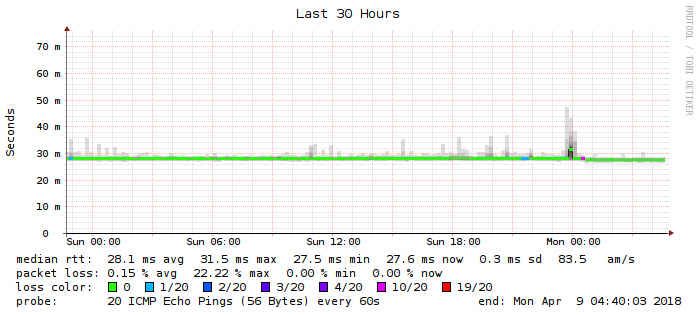 Last 30 Hours
RRDTOOL / TOBI OETIKER
Seconds
70 m
60 m
50 m
40 m
30 m
20 m
10 m
0
Sun 00:00 Sun 06:00 Sun 12:00 Sun 18:00 Mon 00:00
median rtt: 28.1 ms avg 31.5 ms max 27.5 ms min 27.6 ms now 0.3 ms sd 83.5 am/s
packet loss: 0.15 % avg 22.22 % max 0.00 % min 0.00 % now
loss color: 0 1/20 2/20 3/20 4/20 10/20 19/20
probe: 20 ICMP Echo Pings (56 Bytes) every 60s end: Mon Apr 9 04:40:03 2018